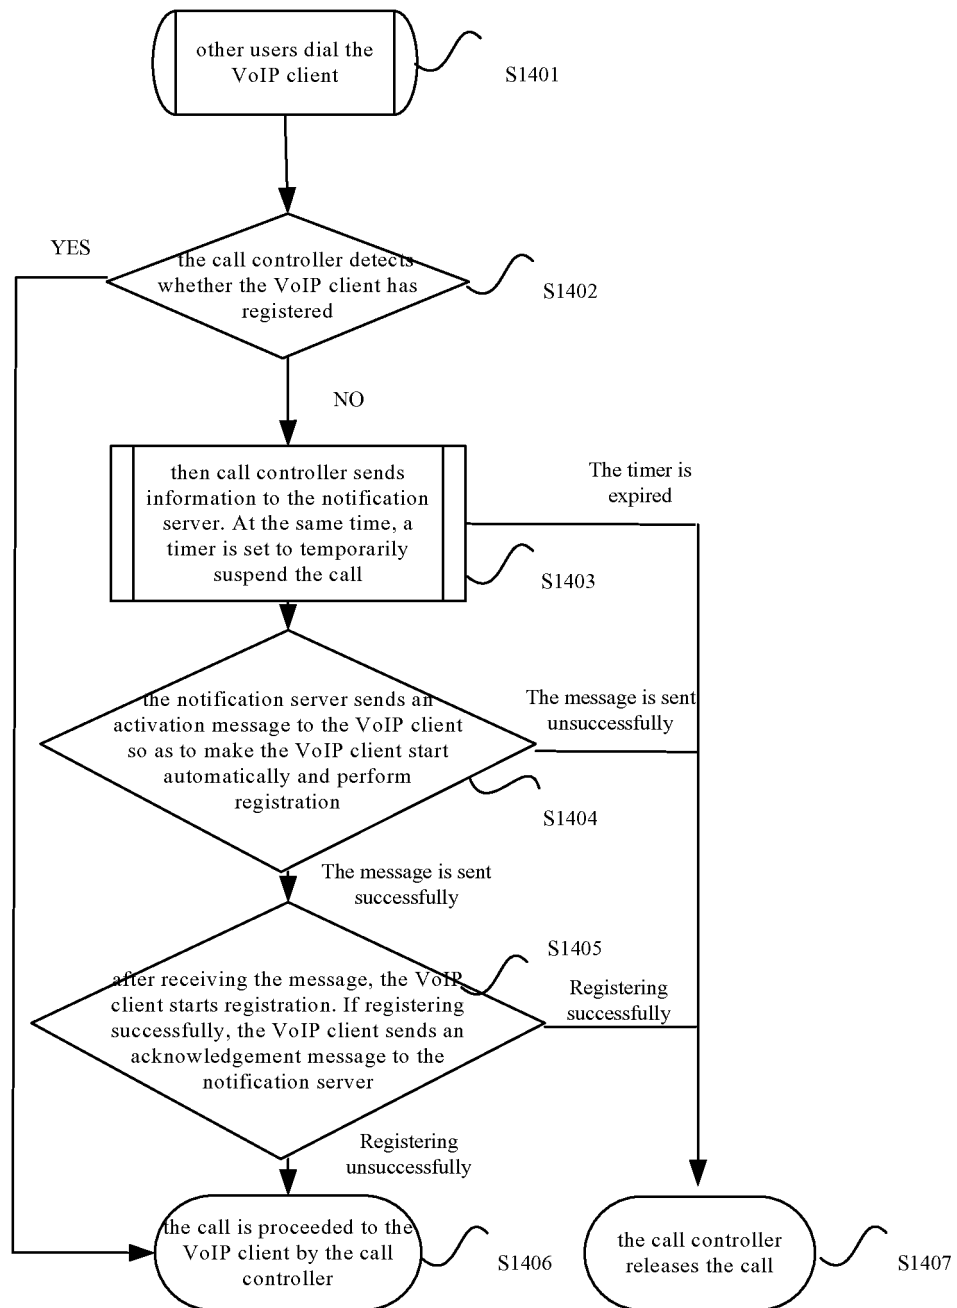 other users dial the
VoIP client
S1401
YES
the call controller detects
whether the VoIP client has
registered
S1402
NO
then call controller sends
information to the notification
server. At the same time, a
timer is set to temporarily
suspend the call
The timer is
expired
S1403
the notification server sends an
activation message to the VoIP client
so as to make the VoIP client start
automatically and perform
registration
The message is sent
unsuccessfully
S1404
The message is sent
successfully
S1405
after receiving the message, the VoIP
client starts registration. If registering
successfully, the VoIP client sends an
acknowledgement message to the
notification server
Registering
successfully
Registering
unsuccessfully
the call is proceeded to the
VoIP client by the call
controller
S1406
the call controller
releases the call
S1407